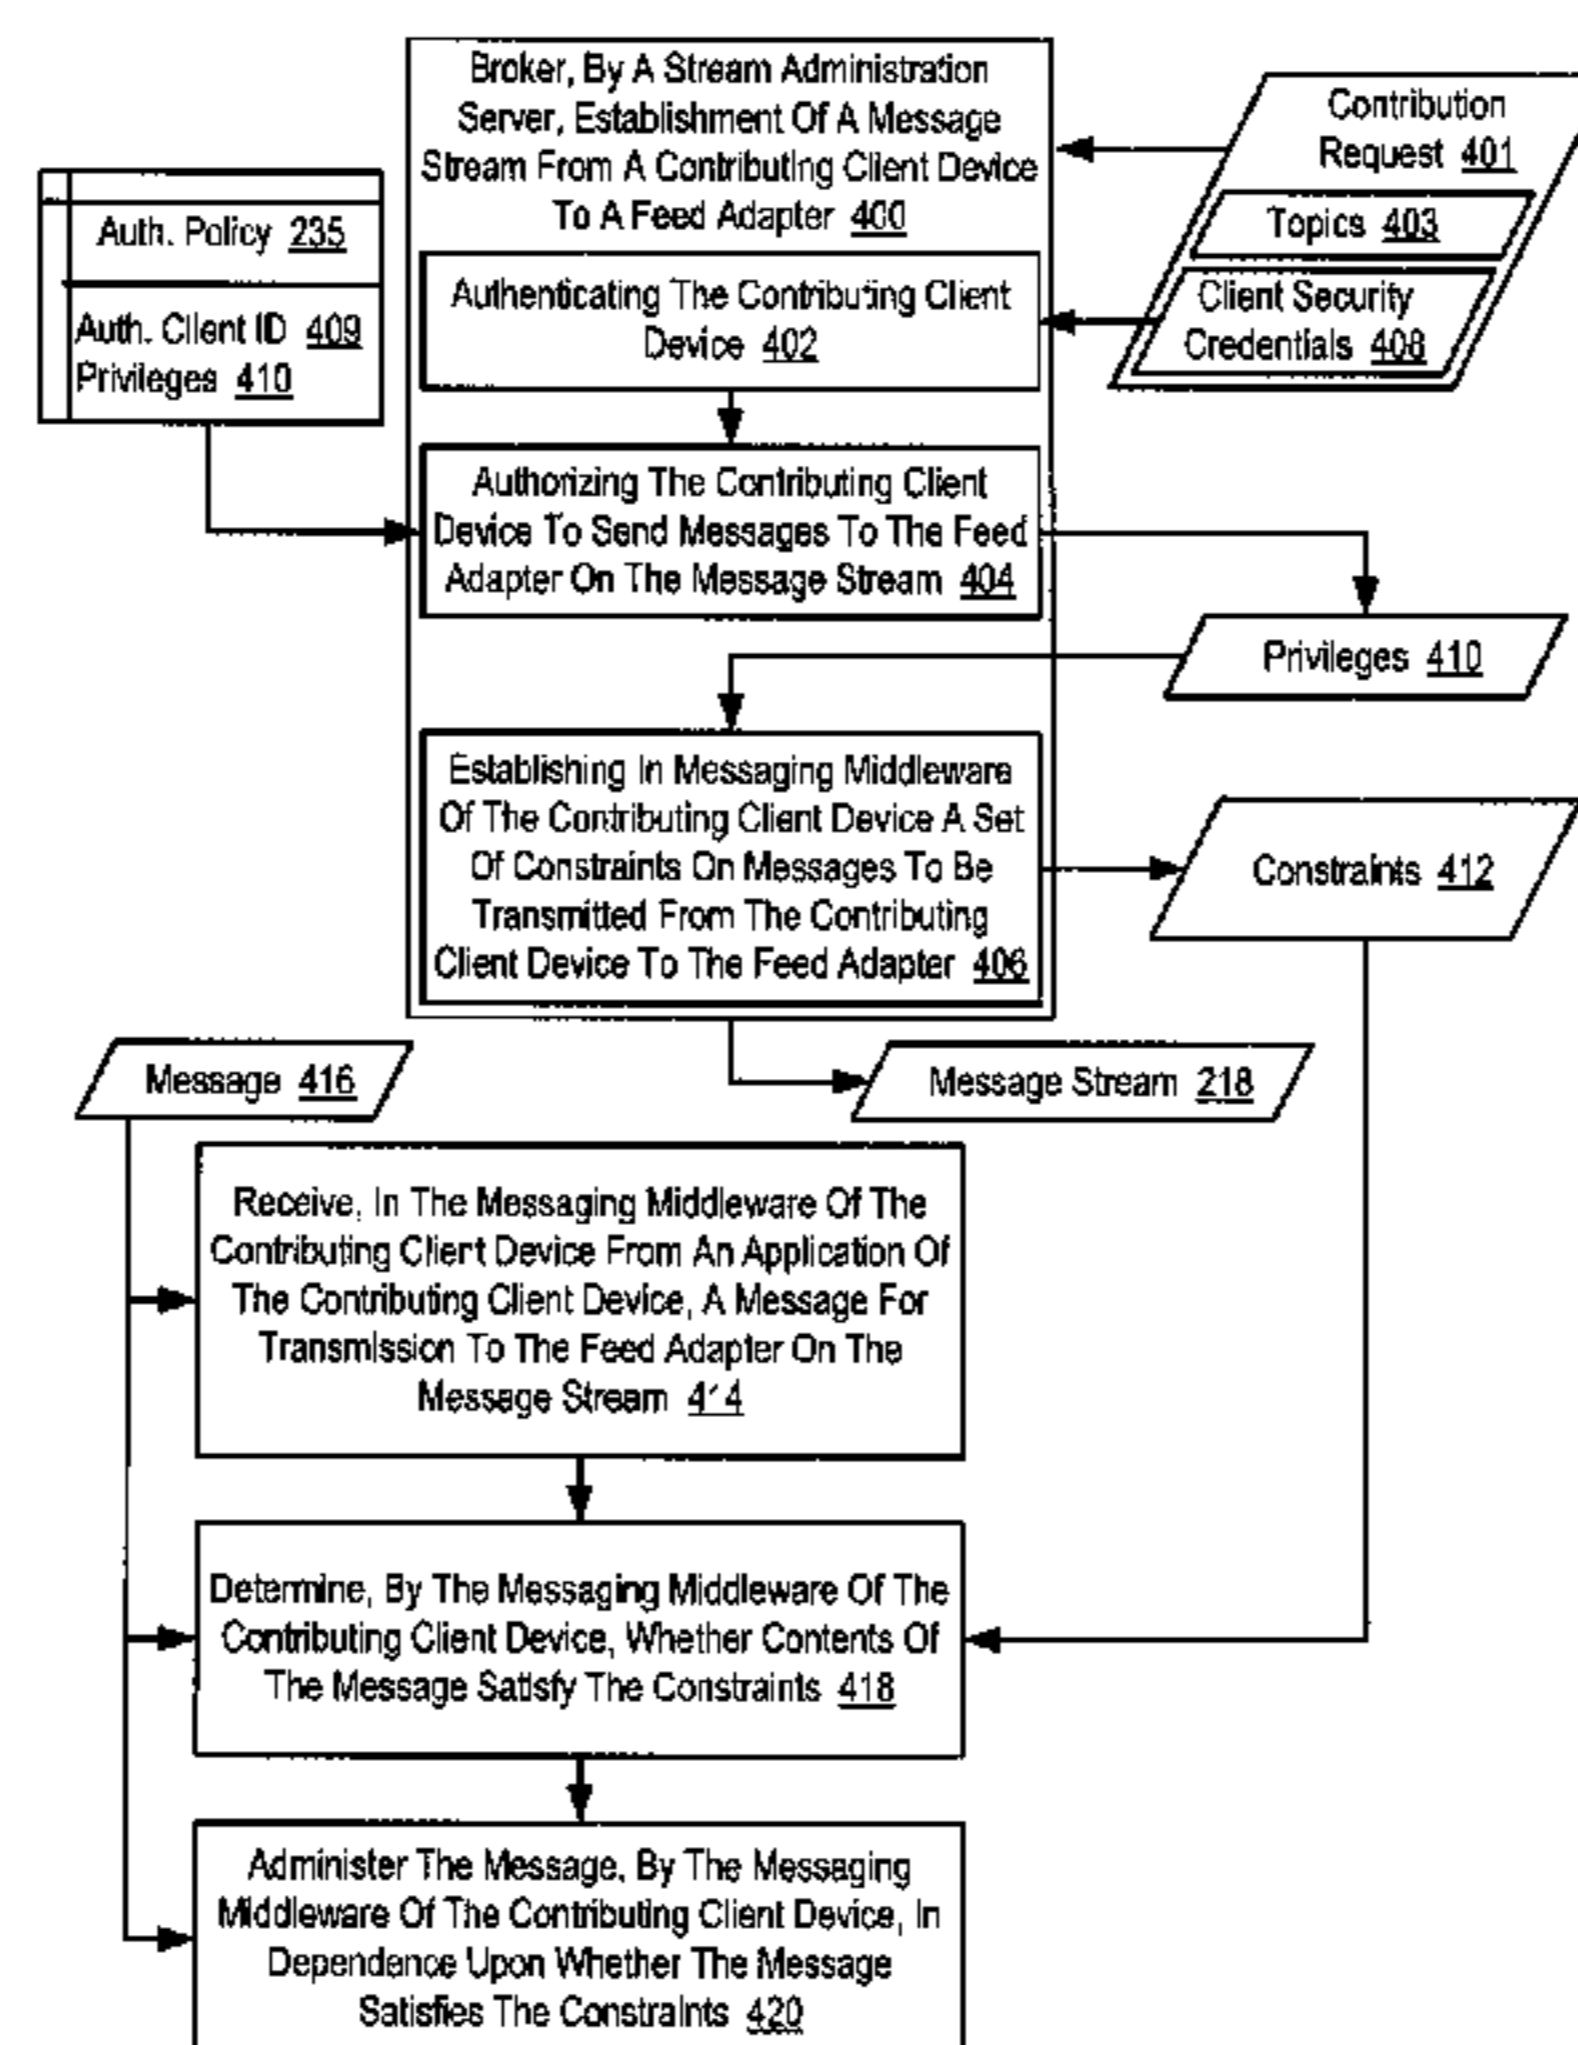 Broker, By A Stream Administration
Server, Establishment Of A Message
Stream From A Contributing Client Device
To A Feed Adapter 400
Contribution
Request 401
Topics 403
Client Security
Credentials 408
Auth. Policy 235
Auth. Client ID 409
Privileges 410
Authenticating The Contributing Client
Device 402
Authorizing The Contributing Client
Device To Send Messages To The Feed
Adapter On The Message Stream 404
Privileges 410
Establishing In Messaging Middleware
Of The Contributing Client Device A Set
Of Constraints On Messages To Be
Transmitted From The Contributing
Client Device To The Feed Adapter 406
Constraints 412
Message 416
Message Stream 218
Receive, In The Messaging Middleware Of The
Contributing Client Device From An Application Of
The Contributing Client Device, A Message For
Transmission To The Feed Adapter On The
Message Stream 414
Determine, By The Messaging Middleware Of The
Contributing Client Device, Whether Contents Of
The Message Satisfy The Constraints 418
Administer The Message, By The Messaging
Middleware Of The Contributing Client Device, In
Dependence Upon Whether The Message
Satisfies The Constraints 420